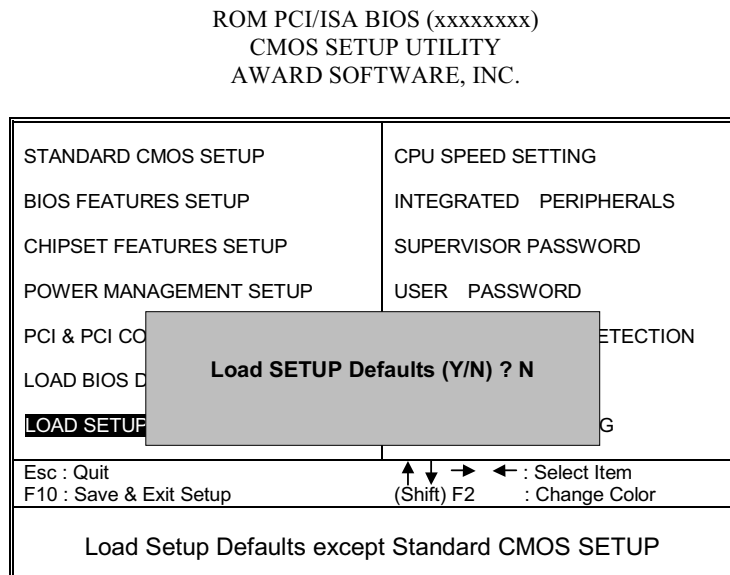 ROM PCI/ISA BIOS (xxxxxxxx)
CMOS SETUP UTILITY
AWARD SOFTWARE, INC.
STANDARD CMOS SETUP
BIOS FEATURES SETUP
CHIPSET FEATURES SETUP
POWER MANAGEMENT SETUP
PCI & PCI CO
LOAD BIOS D
LOAD SETUP
CPU SPEED SETTING
INTEGRATED PERIPHERALS
SUPERVISOR PASSWORD
USER PASSWORD
ETECTION
G
Load SETUP Defaults (Y/N) ? N
Esc : Quit
F10 : Save & Exit Setup
↑ ↓ → ← : Select Item
(Shift) F2 : Change Color
Load Setup Defaults except Standard CMOS SETUP